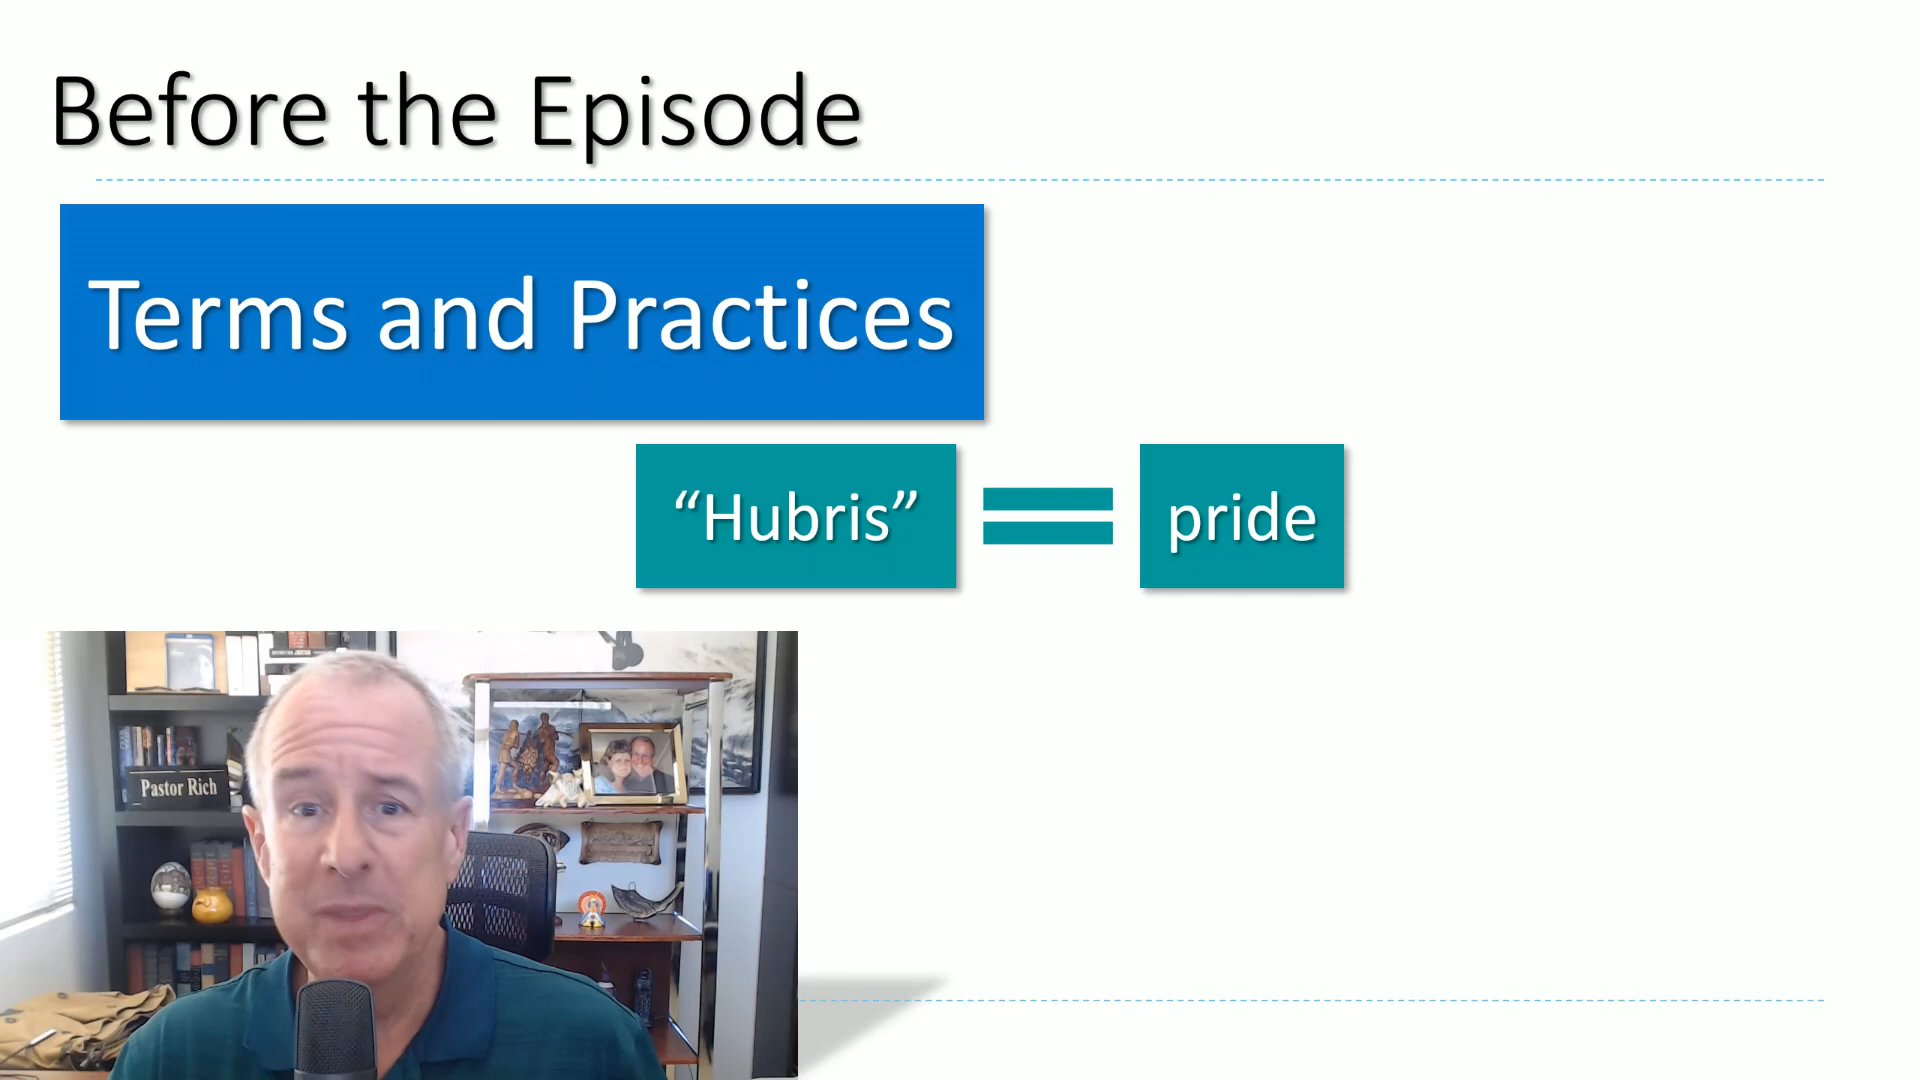 Before the Episode
Terms and Practices
“Hubris”
pride
Pastor Rich